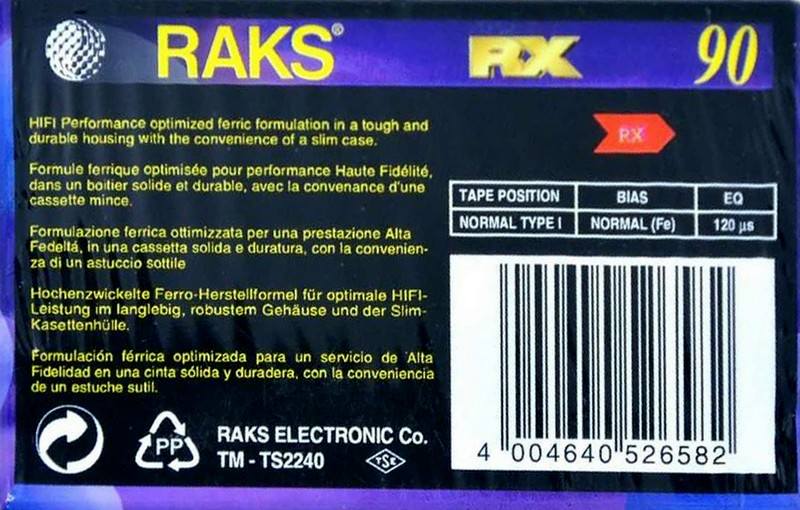 RAKS®
RX
90
HIFI Performance optimized ferric formulation in a tough and
durable housing with the convenience of a slim case.
Formule ferrique optimisée pour performance Haute Fidélité,
dans un boîtier solide et durable, avec la convenance d'une
cassette mince.
Formulazione ferrica ottimizzata per una prestazione Alta
Fedeltá, in una cassetta solida e duratura, con la convenien-
za di un astuccio sottile
Hochenzwickelte Ferro-Herstellformel für optimale HIFI-
Leistung im langlebig, robustem Gehäuse und der Slim-
Kasettenhülle.
Formulación férrica optimizada para un servicio de Alta
Fidelidad en una cinta sólida y duradera, con la conveniencia
de un estuche sutil.
PP
RAKS ELECTRONIC Co.
TM - TS2240
TSE
RX
TAPE POSITION BIAS EQ
NORMAL TYPE I NORMAL (Fe) 120 µs
4 004640 526582